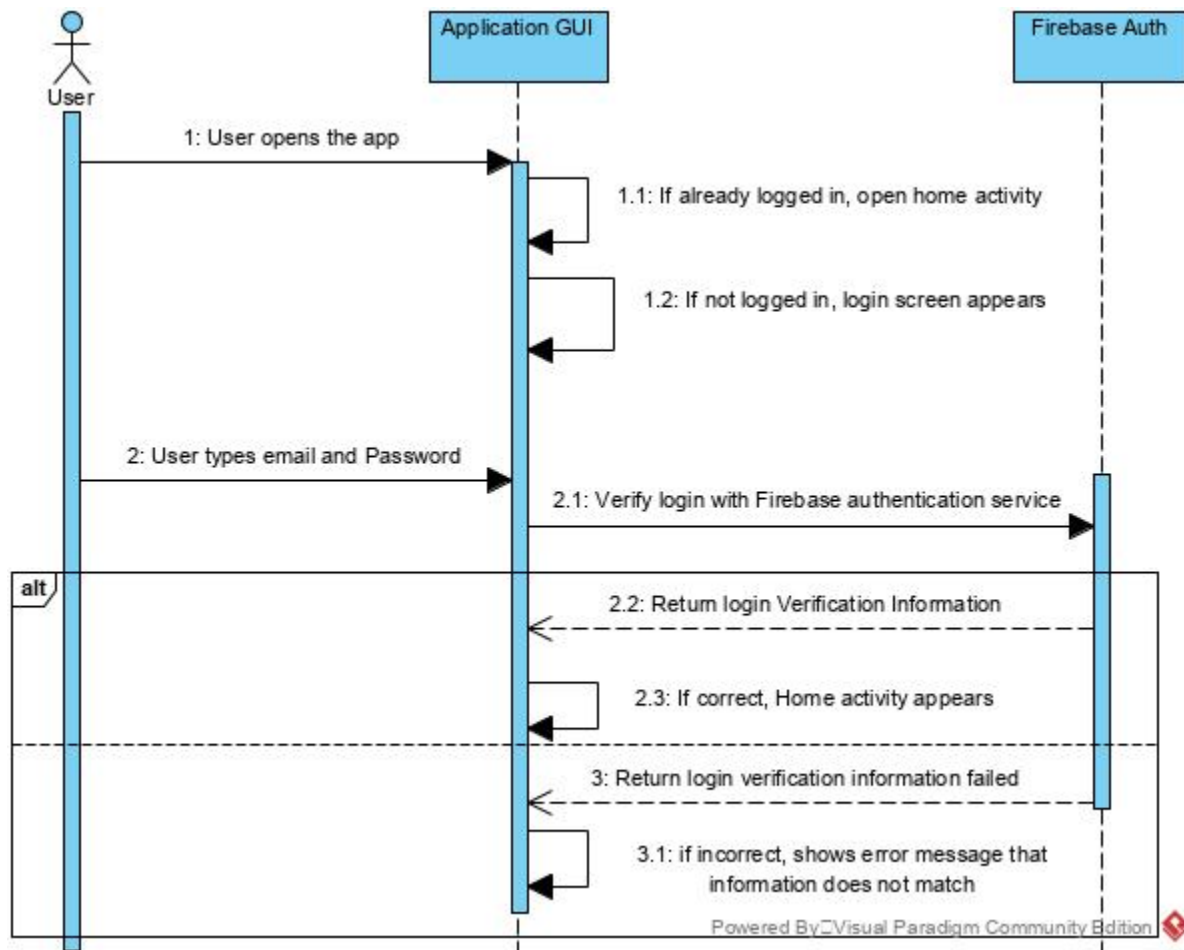 Application GUI
Firebase Auth
User
1: User opens the app
1.1: If already logged in, open home activity
1.2: If not logged in, login screen appears
2: User types email and Password
2.1: Verify login with Firebase authentication service
alt
2.2: Return login Verification Information
2.3: If correct, Home activity appears
3: Return login verification information failed
3.1: if incorrect, shows error message that
information does not match
Powered By Visual Paradigm Community Edition